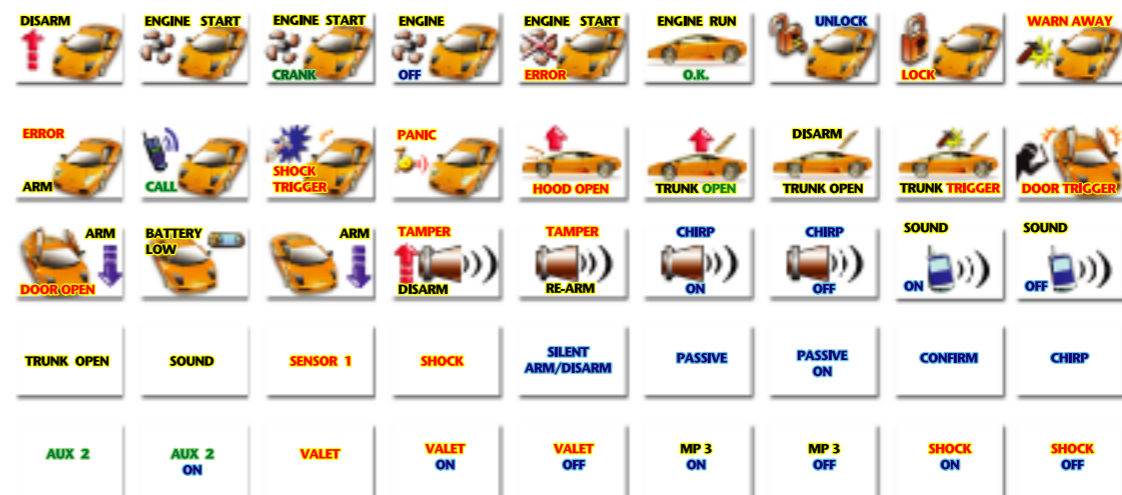 DISARM
ENGINE START
ENGINE START
CRANK
ENGINE
OFF
ENGINE START
ERROR
ENGINE RUN
O.K.
UNLOCK
LOCK
WARN AWAY
ERROR
ARM
CALL
SHOCK
TRIGGER
PANIC
HOOD OPEN
TRUNK OPEN
DISARM
TRUNK OPEN
TRUNK TRIGGER
DOOR TRIGGER
ARM
DOOR OPEN
BATTERY
LOW
ARM
TAMPER
DISARM
TAMPER
RE-ARM
CHIRP
ON
CHIRP
OFF
SOUND
ON
SOUND
OFF
TRUNK OPEN
SOUND
SENSOR 1
SHOCK
SILENT
ARM/DISARM
PASSIVE
PASSIVE
ON
CONFIRM
CHIRP
AUX 2
AUX 2
ON
VALET
VALET
ON
VALET
OFF
MP 3
ON
MP 3
OFF
SHOCK
ON
SHOCK
OFF